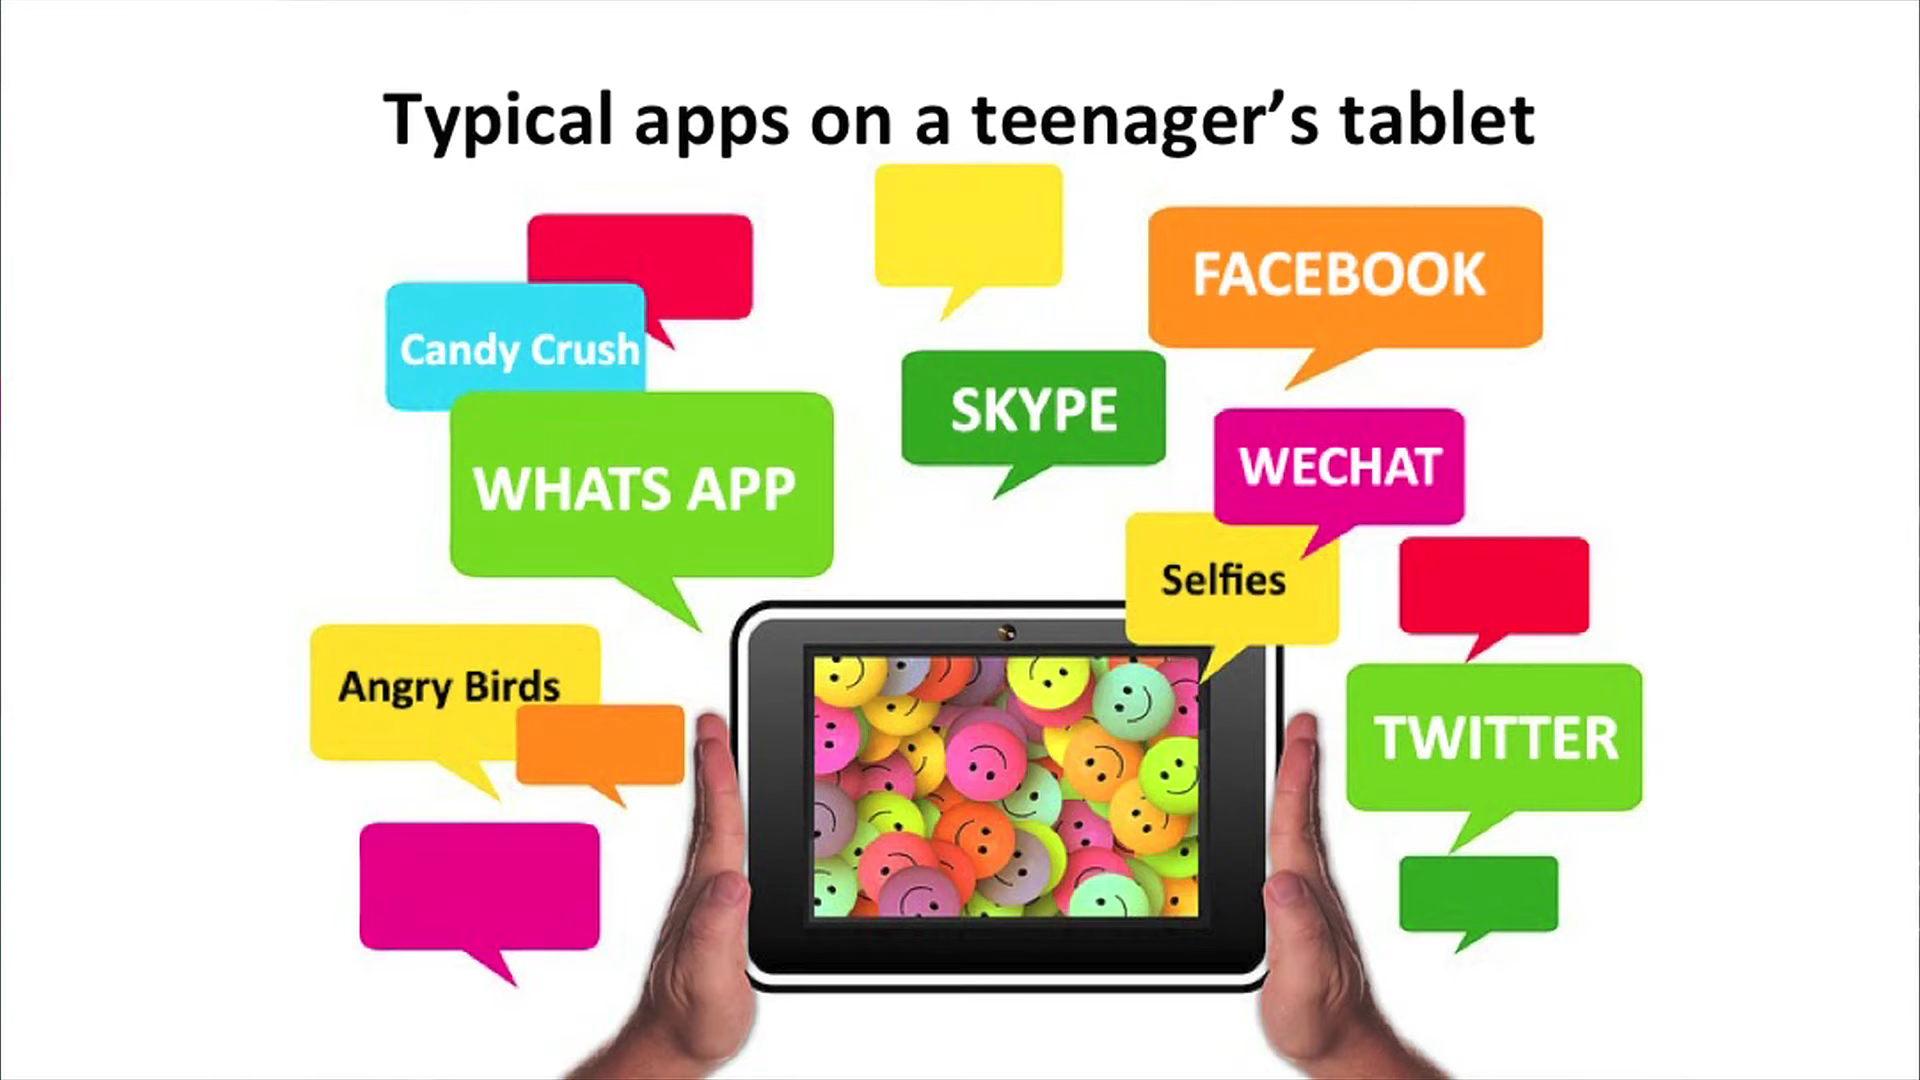 Typical apps on a teenager’s tablet
FACEBOOK
Candy Crush
SKYPE
WECHAT
WHATS APP
Selfies
Angry Birds
TWITTER